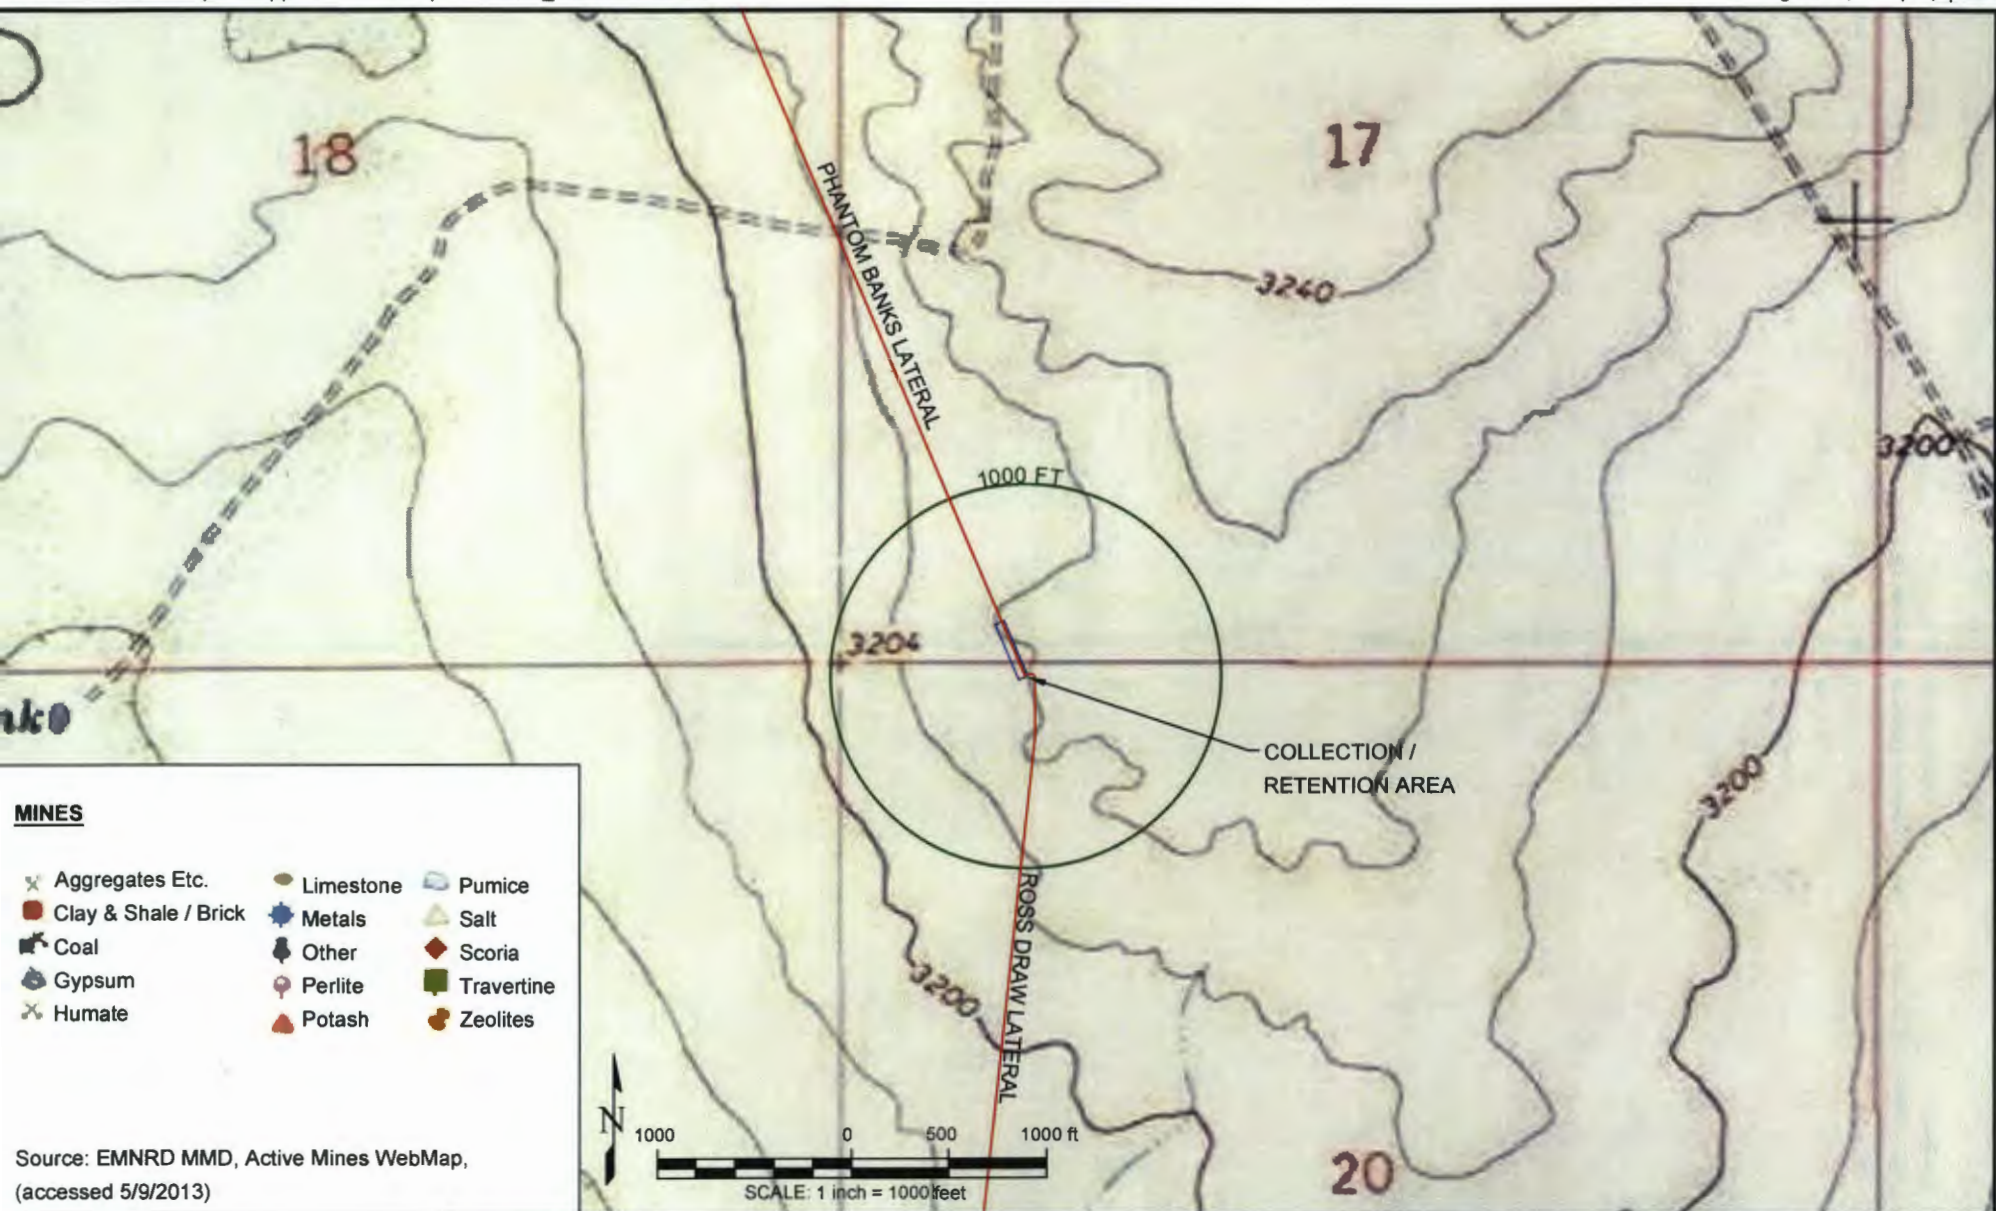 18
17
PHANTOM BANKS LATERAL
3240
3200
1000 FT
3204
COLLECTION /
RETENTION AREA
3200
ROSS DRAW LATERAL
3200
20
MINES
Aggregates Etc.
Clay & Shale / Brick
Coal
Gypsum
Humate
Limestone
Metals
Other
Perlite
Potash
Pumice
Salt
Scoria
Travertine
Zeolites
Source: EMNRD MMD, Active Mines WebMap,
(accessed 5/9/2013)
N
1000 0 500 1000 ft
SCALE: 1 inch = 1000 feet